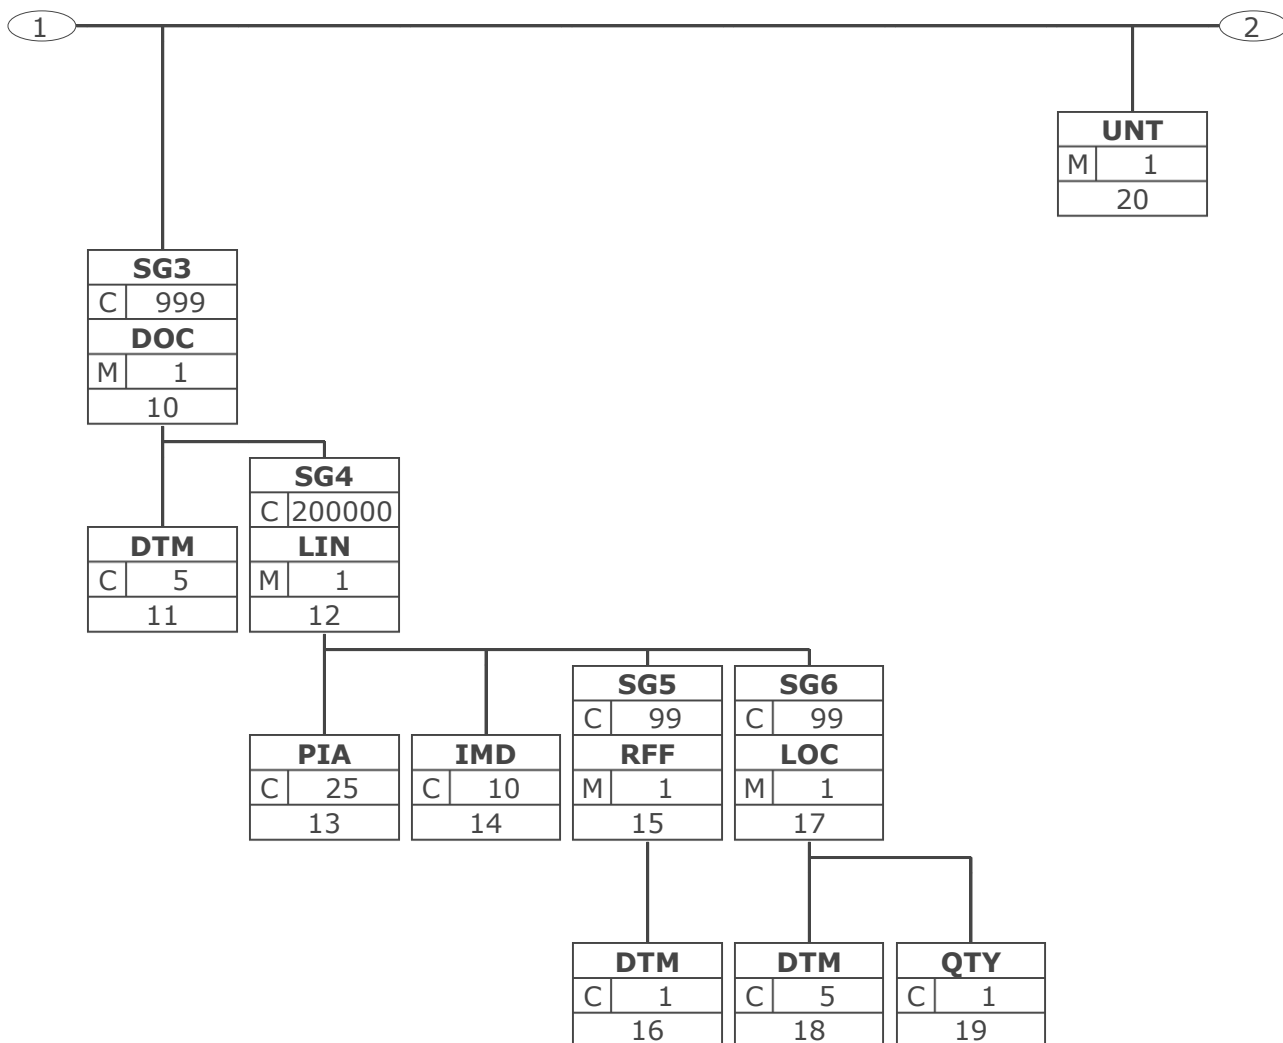 1
2
UNT
M 1
20
SG3
C 999
DOC
M 1
10
SG4
C 200000
LIN
M 1
12
DTM
C 5
11
SG5
C 99
RFF
M 1
15
SG6
C 99
LOC
M 1
17
PIA
C 25
13
IMD
C 10
14
DTM
C 1
16
DTM
C 5
18
QTY
C 1
19